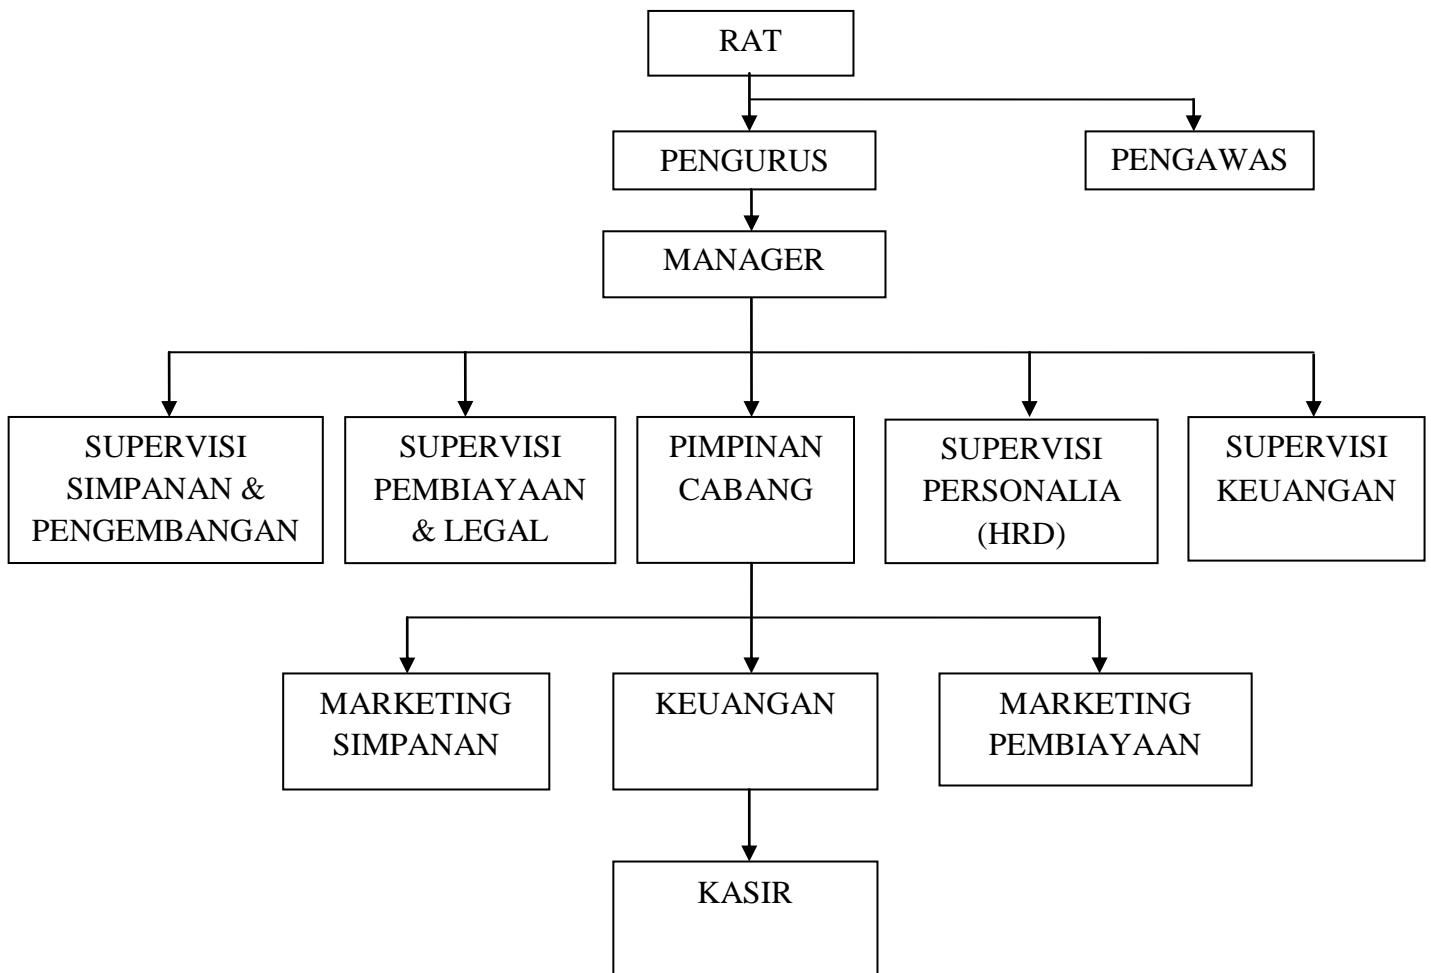 RAT
PENGURUS
PENGAWAS
MANAGER
SUPERVISI
SIMPANAN &
PENGEMBANGAN
SUPERVISI
PEMBIAYAAN
& LEGAL
PIMPINAN
CABANG
SUPERVISI
PERSONALIA
(HRD)
SUPERVISI
KEUANGAN
MARKETING
SIMPANAN
KEUANGAN
MARKETING
PEMBIAYAAN
KASIR